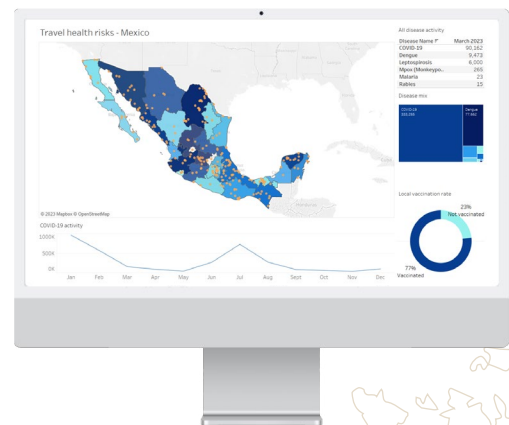 Travel health risks - Mexico
© 2023 Mapbox © OpenStreetMap
COVID-19 activity
1000K
500K
0K
Jan Feb Mar Apr May Jun Jul Aug Sept Oct Nov Dec
All disease activity
Disease Name March 2023
COVID-19 90,162
Dengue 9,473
Leptospirosis 6,000
Mpox (Monkeypo.. 265
Malaria 23
Rabies 15
Disease mix
COVID-19
Dengue
Local vaccination rate
23%
Not vaccinated
77%
Vaccinated